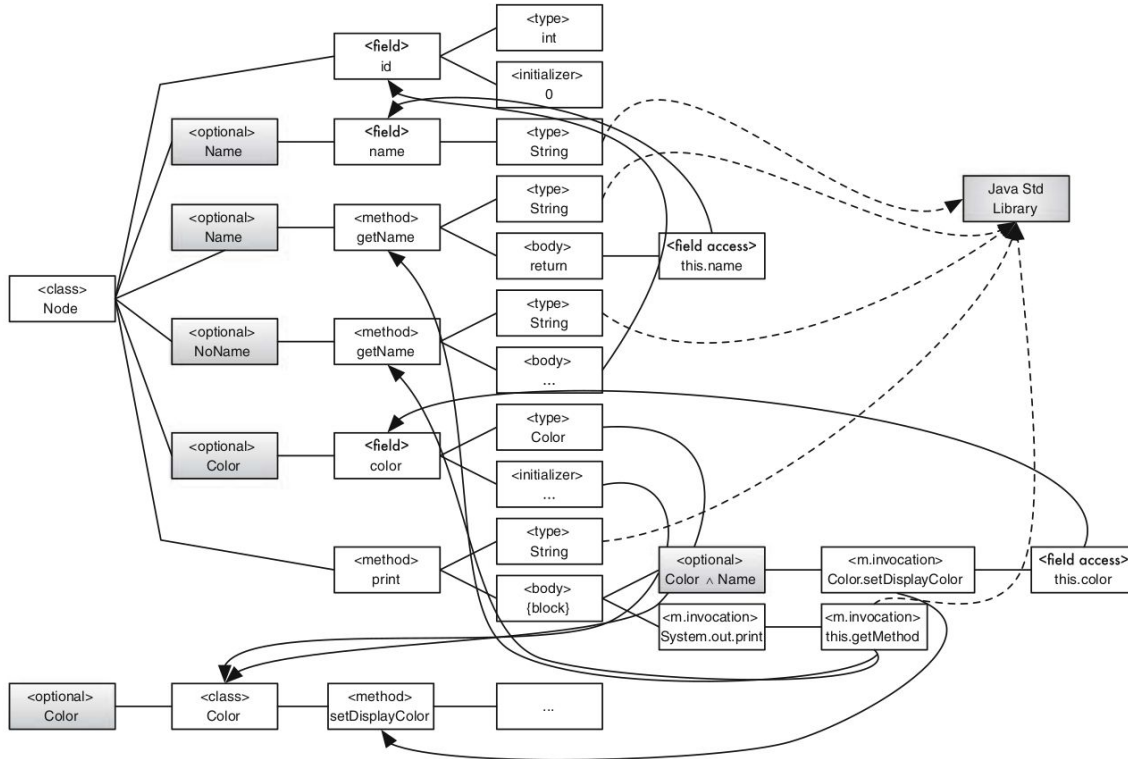 <type>
int
<field>
id
<initializer>
0
<optional>
Name
<field>
name
<type>
String
<type>
String
Java Std
Library
<optional>
Name
<method>
getName
<body>
return
<field access>
this.name
<class>
Node
<type>
String
<optional>
NoName
<method>
getName
<body>
...
<type>
Color
<optional>
Color
<field>
color
<initializer>
...
<type>
String
<method>
print
<optional>
Color ∧ Name
<m.invocation>
Color.setDisplayColor
<field access>
this.color
<body>
{block}
<m.invocation>
System.out.print
<m.invocation>
this.getMethod
<optional>
Color
<class>
Color
<method>
setDisplayColor
...